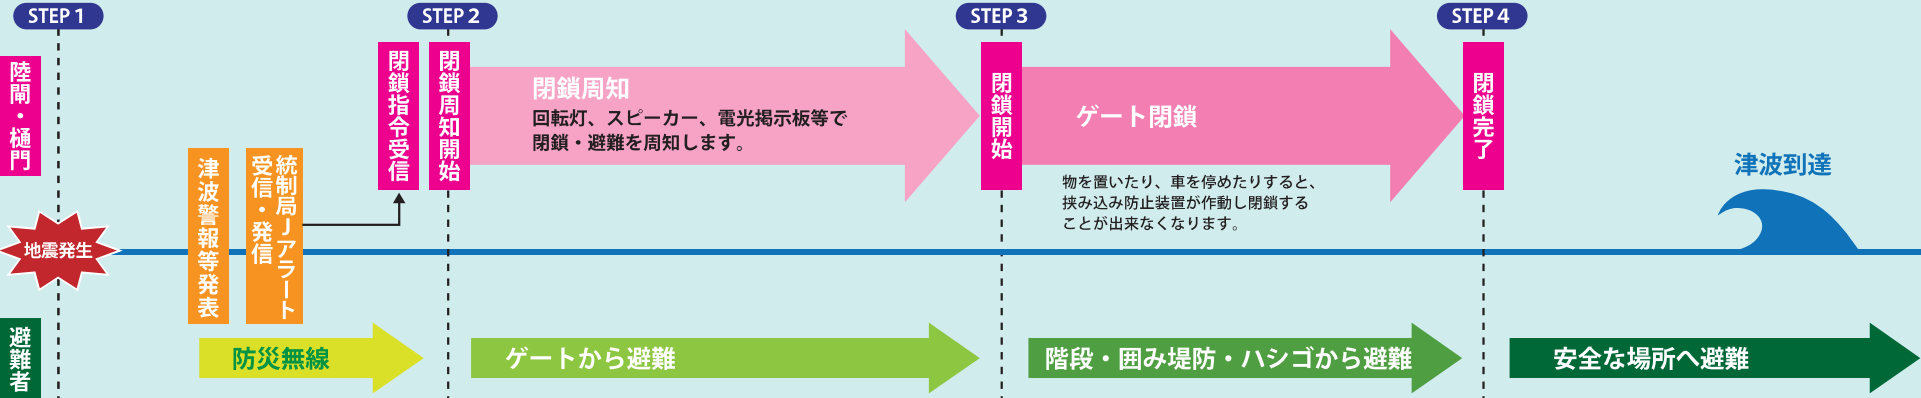 STEP 1
STEP 2
STEP 3
STEP 4
陸閘・樋門
閉鎖指令受信
閉鎖周知開始
閉鎖周知
回転灯、スピーカー、電光掲示板等で
閉鎖・避難を周知します。
閉鎖開始
ゲート閉鎖
物を置いたり、車を停めたりすると、
挟み込み防止装置が作動し閉鎖する
ことが出来なくなります。
閉鎖完了
津波到達
地震発生
津波警報等発表
統制局Jアラート
受信・発信
避難者
防災無線
ゲートから避難
階段・囲み堤防・ハシゴから避難
安全な場所へ避難